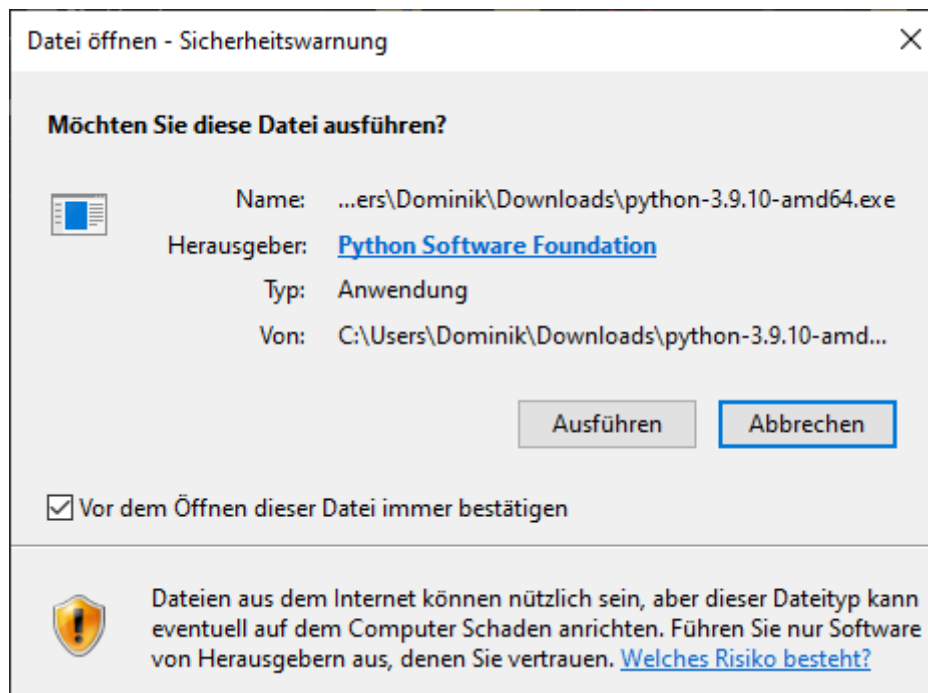 Datei öffnen - Sicherheitswarnung
Möchten Sie diese Datei ausführen?
Name: ...ers\Dominik\Downloads\python-3.9.10-amd64.exe
Herausgeber: Python Software Foundation
Typ: Anwendung
Von: C:\Users\Dominik\Downloads\python-3.9.10-amd...
Ausführen Abbrechen
Vor dem Öffnen dieser Datei immer bestätigen
Dateien aus dem Internet können nützlich sein, aber dieser Dateityp kann
eventuell auf dem Computer Schaden anrichten. Führen Sie nur Software
von Herausgebern aus, denen Sie vertrauen. Welches Risiko besteht?